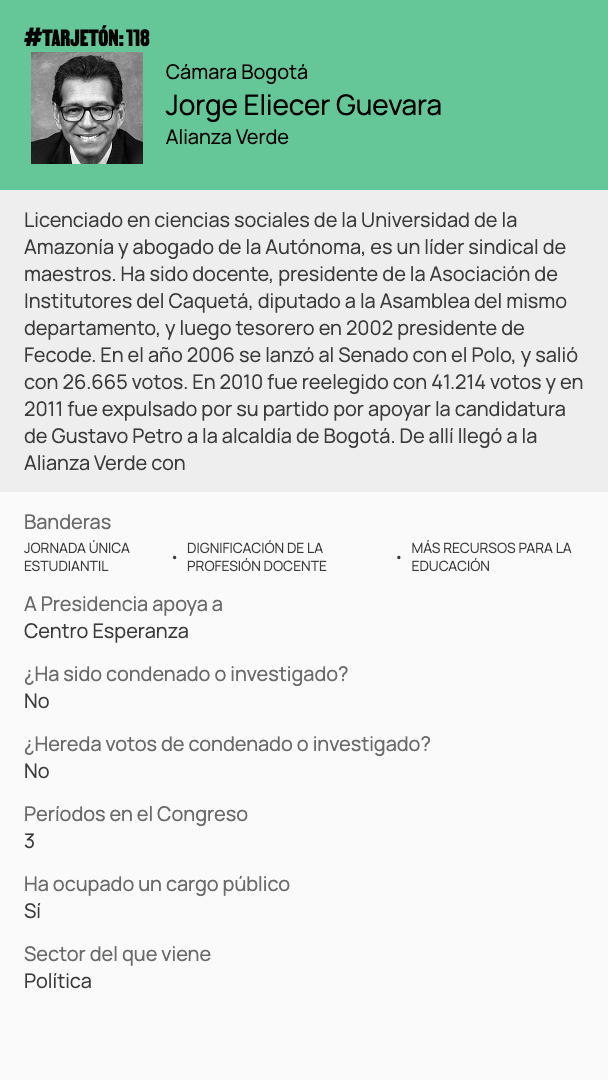 #TARJETÓN: 118
Cámara Bogotá
Jorge Eliecer Guevara
Alianza Verde
Licenciado en ciencias sociales de la Universidad de la
Amazonía y abogado de la Autónoma, es un líder sindical de
maestros. Ha sido docente, presidente de la Asociación de
Institutores del Caquetá, diputado a la Asamblea del mismo
departamento, y luego tesorero en 2002 presidente de
Fecode. En el año 2006 se lanzó al Senado con el Polo, y salió
con 26.665 votos. En 2010 fue reelegido con 41.214 votos y en
2011 fue expulsado por su partido por apoyar la candidatura
de Gustavo Petro a la alcaldía de Bogotá. De allí llegó a la
Alianza Verde con
Banderas
JORNADA ÚNICA
ESTUDIANTIL
• DIGNIFICACIÓN DE LA
PROFESIÓN DOCENTE
• MÁS RECURSOS PARA LA
EDUCACIÓN
A Presidencia apoya a
Centro Esperanza
¿Ha sido condenado o investigado?
No
¿Hereda votos de condenado o investigado?
No
Períodos en el Congreso
3
Ha ocupado un cargo público
Sí
Sector del que viene
Política